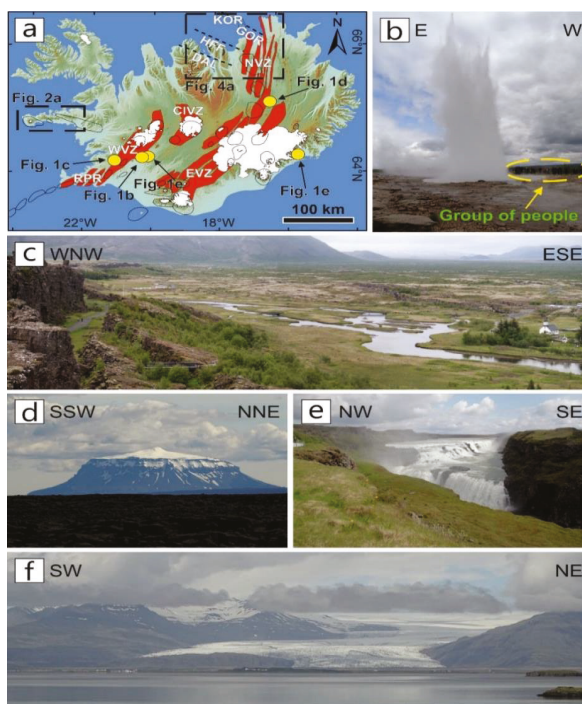 a
KOR
GOR
HFF
DAL
NVZ
N
66°N
Fig. 4a
Fig. 1d
Fig. 2a
CIVZ
WVZ
Fig. 1c
RPR
Fig. 1b
Fig. 1e
EVZ
Fig. 1e
64°N
100 km
22°W
18°W
b
E
W
Group of people
c
WNW
ESE
d
SSW
NNE
e
NW
SE
f
SW
NE